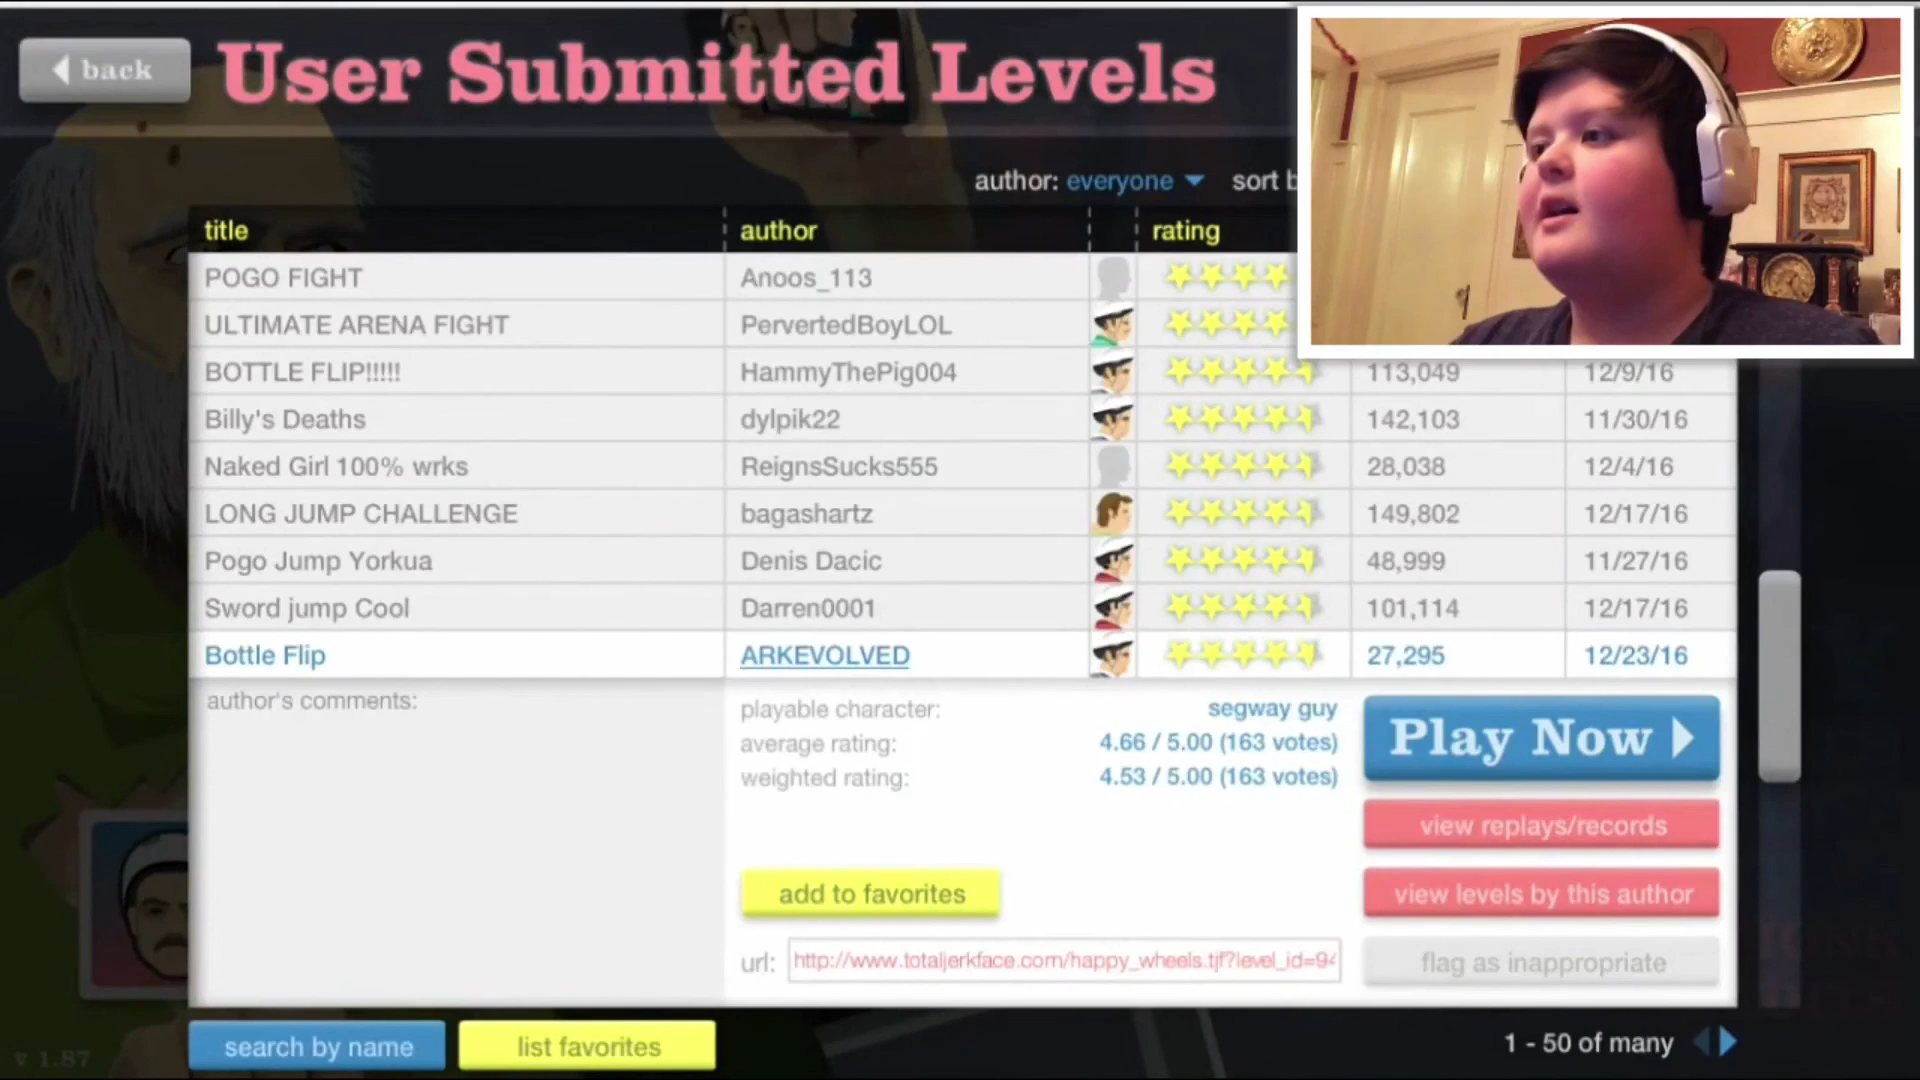 back
User Submitted Levels
author: everyone sort b
title author rating
POGO FIGHT Anoos_113
ULTIMATE ARENA FIGHT PervertedBoyLOL
BOTTLE FLIP!!!!! HammyThePig004 113,049 12/9/16
Billy's Deaths dylpik22 142,103 11/30/16
Naked Girl 100% wrks ReignsSucks555 28,038 12/4/16
LONG JUMP CHALLENGE bagashartz 149,802 12/17/16
Pogo Jump Yorkua Denis Dacic 48,999 11/27/16
Sword jump Cool Darren0001 101,114 12/17/16
Bottle Flip ARKEVOLVED 27,295 12/23/16
author's comments:
playable character: segway guy
average rating: 4.66 / 5.00 (163 votes)
weighted rating: 4.53 / 5.00 (163 votes)
Play Now
view replays/records
add to favorites
view levels by this author
url: http://www.totaljerkface.com/happy_wheels.tjf?level_id=94
flag as inappropriate
search by name
list favorites
1 - 50 of many
v 1.87